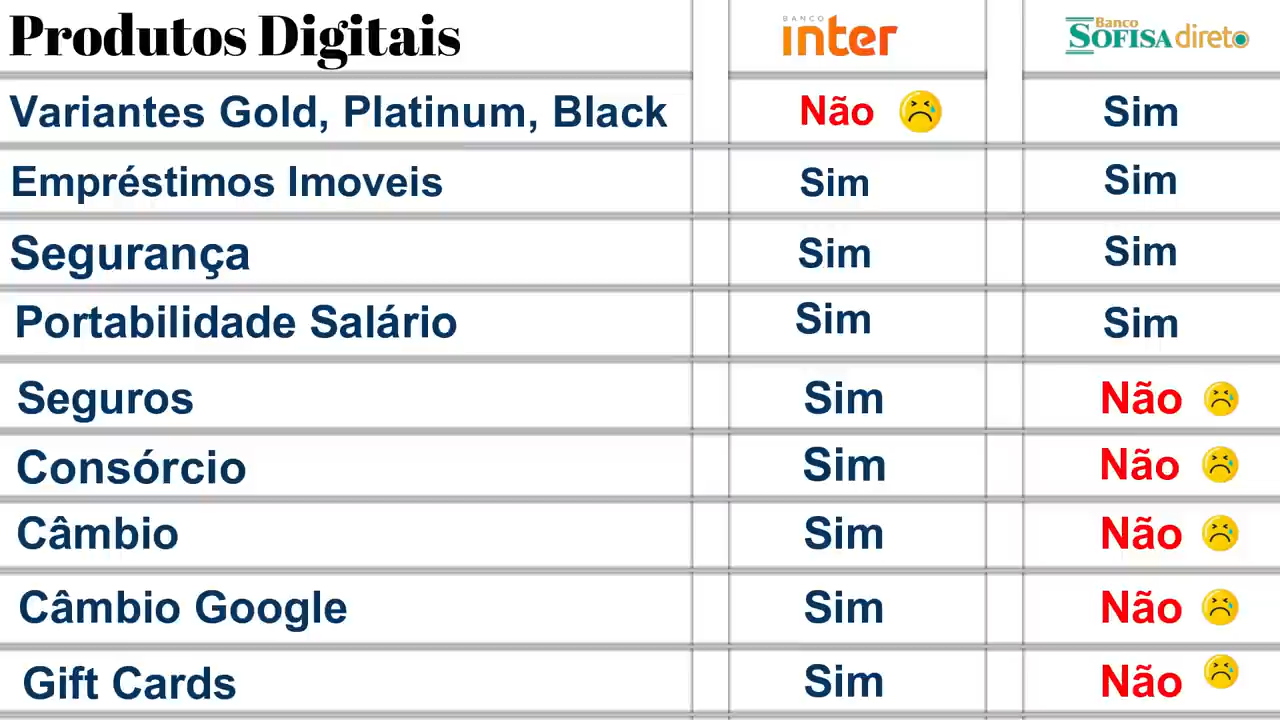 Produtos Digitais BANCO inter Banco SOFISA direto
Variantes Gold, Platinum, Black Não Sim
Empréstimos Imoveis Sim Sim
Segurança Sim Sim
Portabilidade Salário Sim Sim
Seguros Sim Não
Consórcio Sim Não
Câmbio Sim Não
Câmbio Google Sim Não
Gift Cards Sim Não